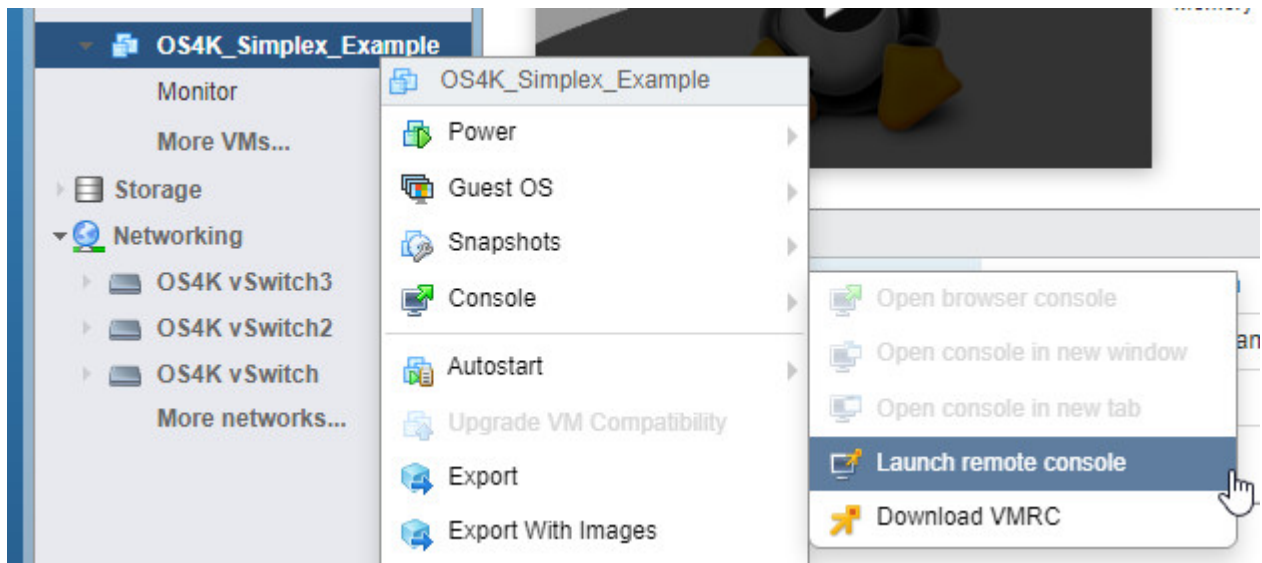 OS4K_Simplex_Example
Monitor
More VMs...
Storage
Networking
OS4K vSwitch3
OS4K vSwitch2
OS4K vSwitch
More networks...
OS4K_Simplex_Example
Power
Guest OS
Snapshots
Console
Autostart
Upgrade VM Compatibility
Export
Export With Images
Open browser console
Open console in new window
Open console in new tab
Launch remote console
Download VMRC